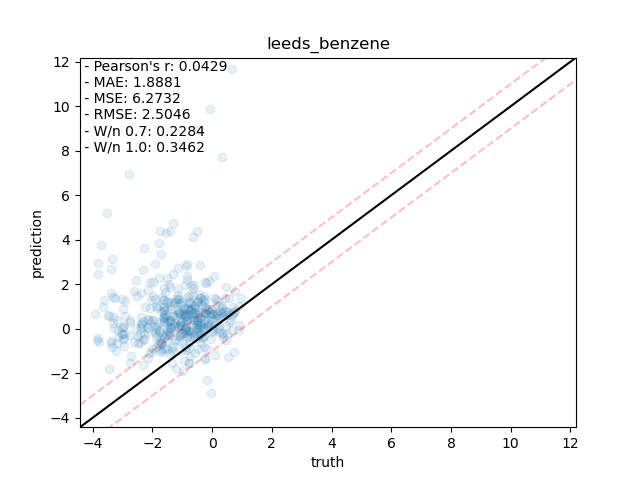 leeds_benzene
- Pearson's r: 0.0429
- MAE: 1.8881
- MSE: 6.2732
- RMSE: 2.5046
- W/n 0.7: 0.2284
- W/n 1.0: 0.3462
12
10
8
6
4
2
0
−2
−4
prediction
−4 −2 0 2 4 6 8 10 12
truth